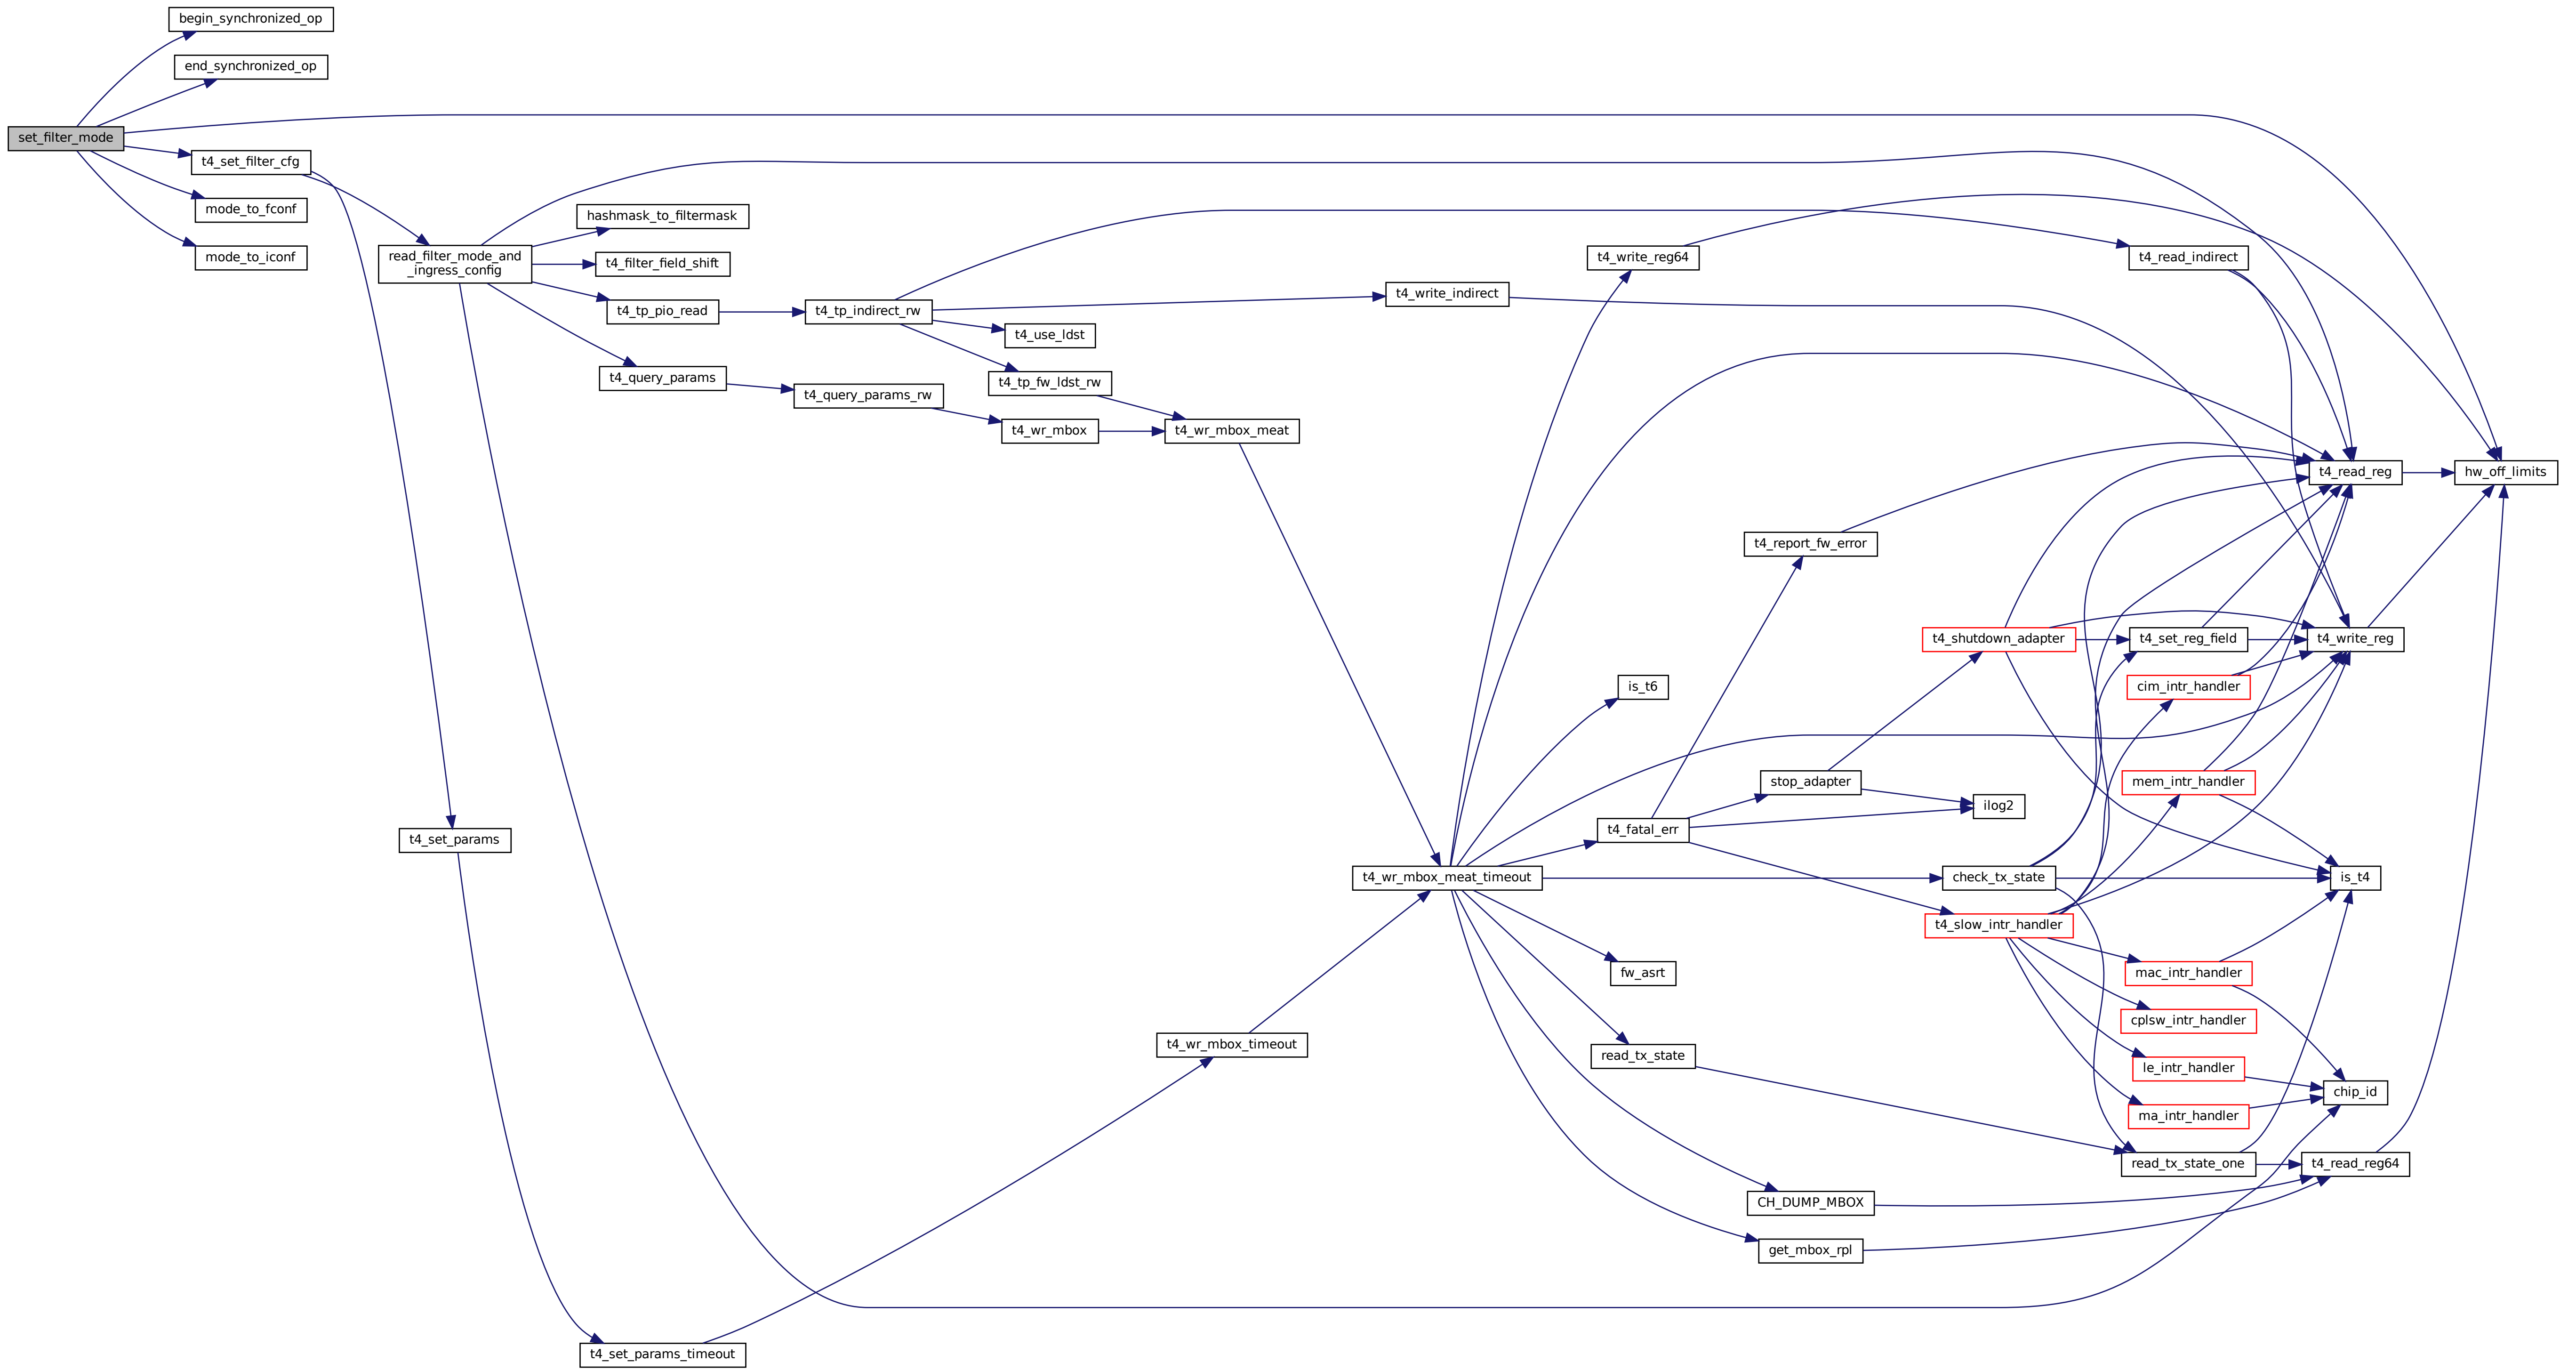 begin_synchronized_op
end_synchronized_op
set_filter_mode
t4_set_filter_cfg
mode_to_fconf
mode_to_iconf
read_filter_mode_and
_ingress_config
hashmask_to_filtermask
t4_filter_field_shift
t4_tp_pio_read
t4_query_params
t4_tp_indirect_rw
t4_query_params_rw
t4_use_ldst
t4_tp_fw_ldst_rw
t4_wr_mbox
t4_wr_mbox_meat
t4_write_indirect
t4_write_reg64
t4_read_indirect
t4_read_reg
hw_off_limits
t4_report_fw_error
t4_shutdown_adapter
t4_set_reg_field
t4_write_reg
is_t6
cim_intr_handler
stop_adapter
mem_intr_handler
ilog2
t4_fatal_err
t4_set_params
t4_wr_mbox_meat_timeout
check_tx_state
is_t4
t4_slow_intr_handler
fw_asrt
mac_intr_handler
cplsw_intr_handler
t4_wr_mbox_timeout
read_tx_state
le_intr_handler
chip_id
ma_intr_handler
read_tx_state_one
t4_read_reg64
CH_DUMP_MBOX
get_mbox_rpl
t4_set_params_timeout